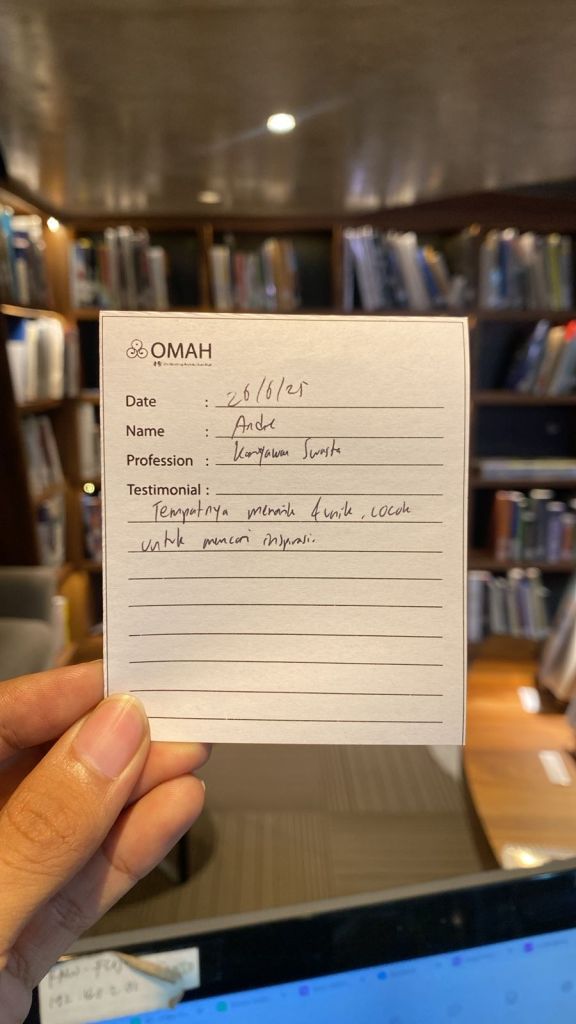 OMAH
Date : 26/6/25
Name : Andre
Profession : Karyawan Swasta
Testimonial :
Tempatnya menarik & unik, cocok
untuk mencari inspirasi.